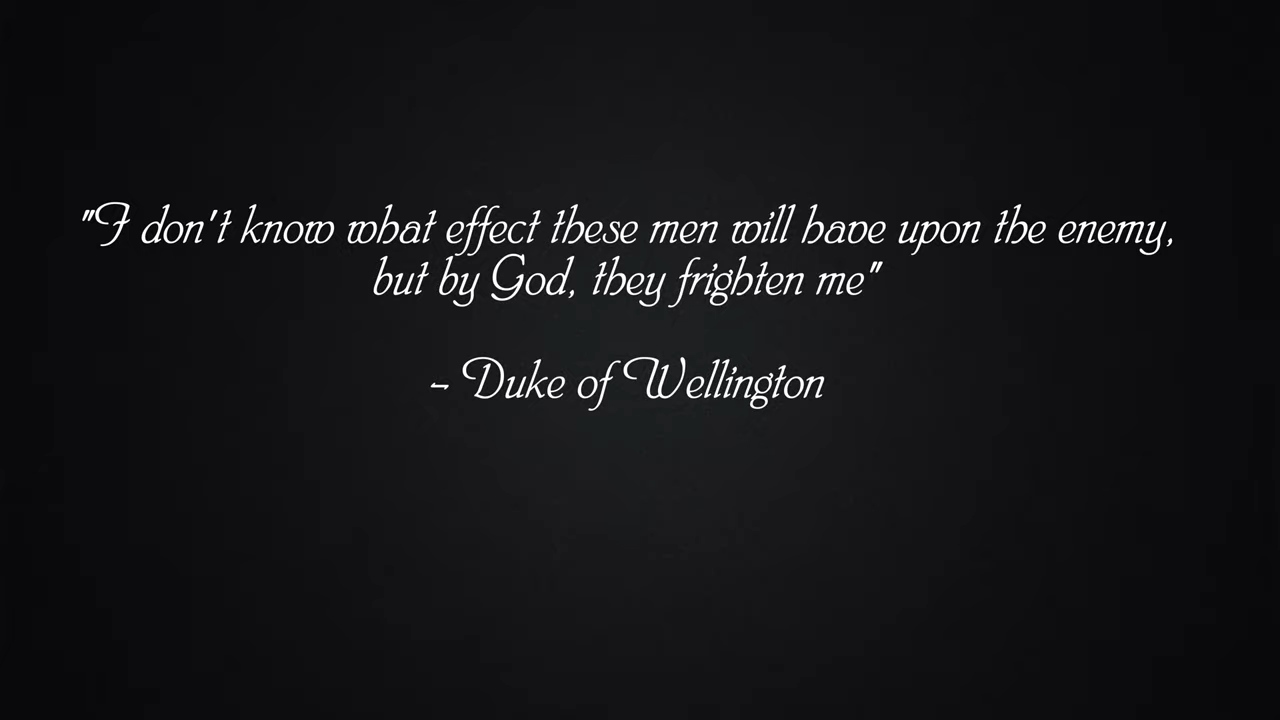 "I don't know what effect these men will have upon the enemy,
but by God, they frighten me"
- Duke of Wellington